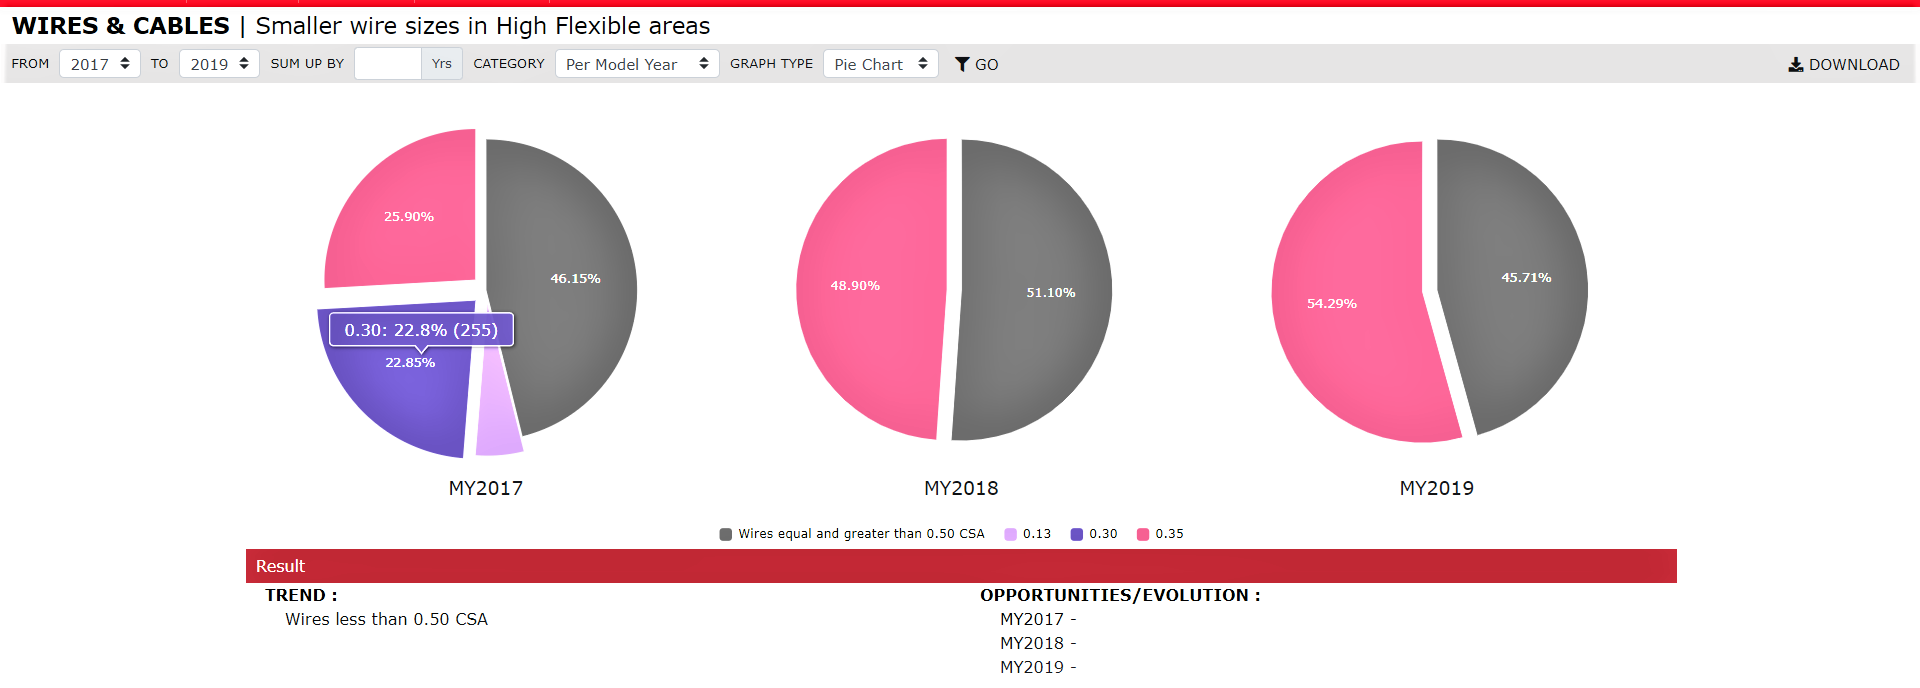 WIRES & CABLES | Smaller wire sizes in High Flexible areas
FROM 2017 TO 2019 SUM UP BY Yrs CATEGORY Per Model Year GRAPH TYPE Pie Chart GO DOWNLOAD
25.90%
46.15%
0.30: 22.8% (255)
22.85%
MY2017
48.90%
51.10%
MY2018
54.29%
45.71%
MY2019
Wires equal and greater than 0.50 CSA 0.13 0.30 0.35
Result
TREND :
Wires less than 0.50 CSA
OPPORTUNITIES/EVOLUTION :
MY2017 -
MY2018 -
MY2019 -